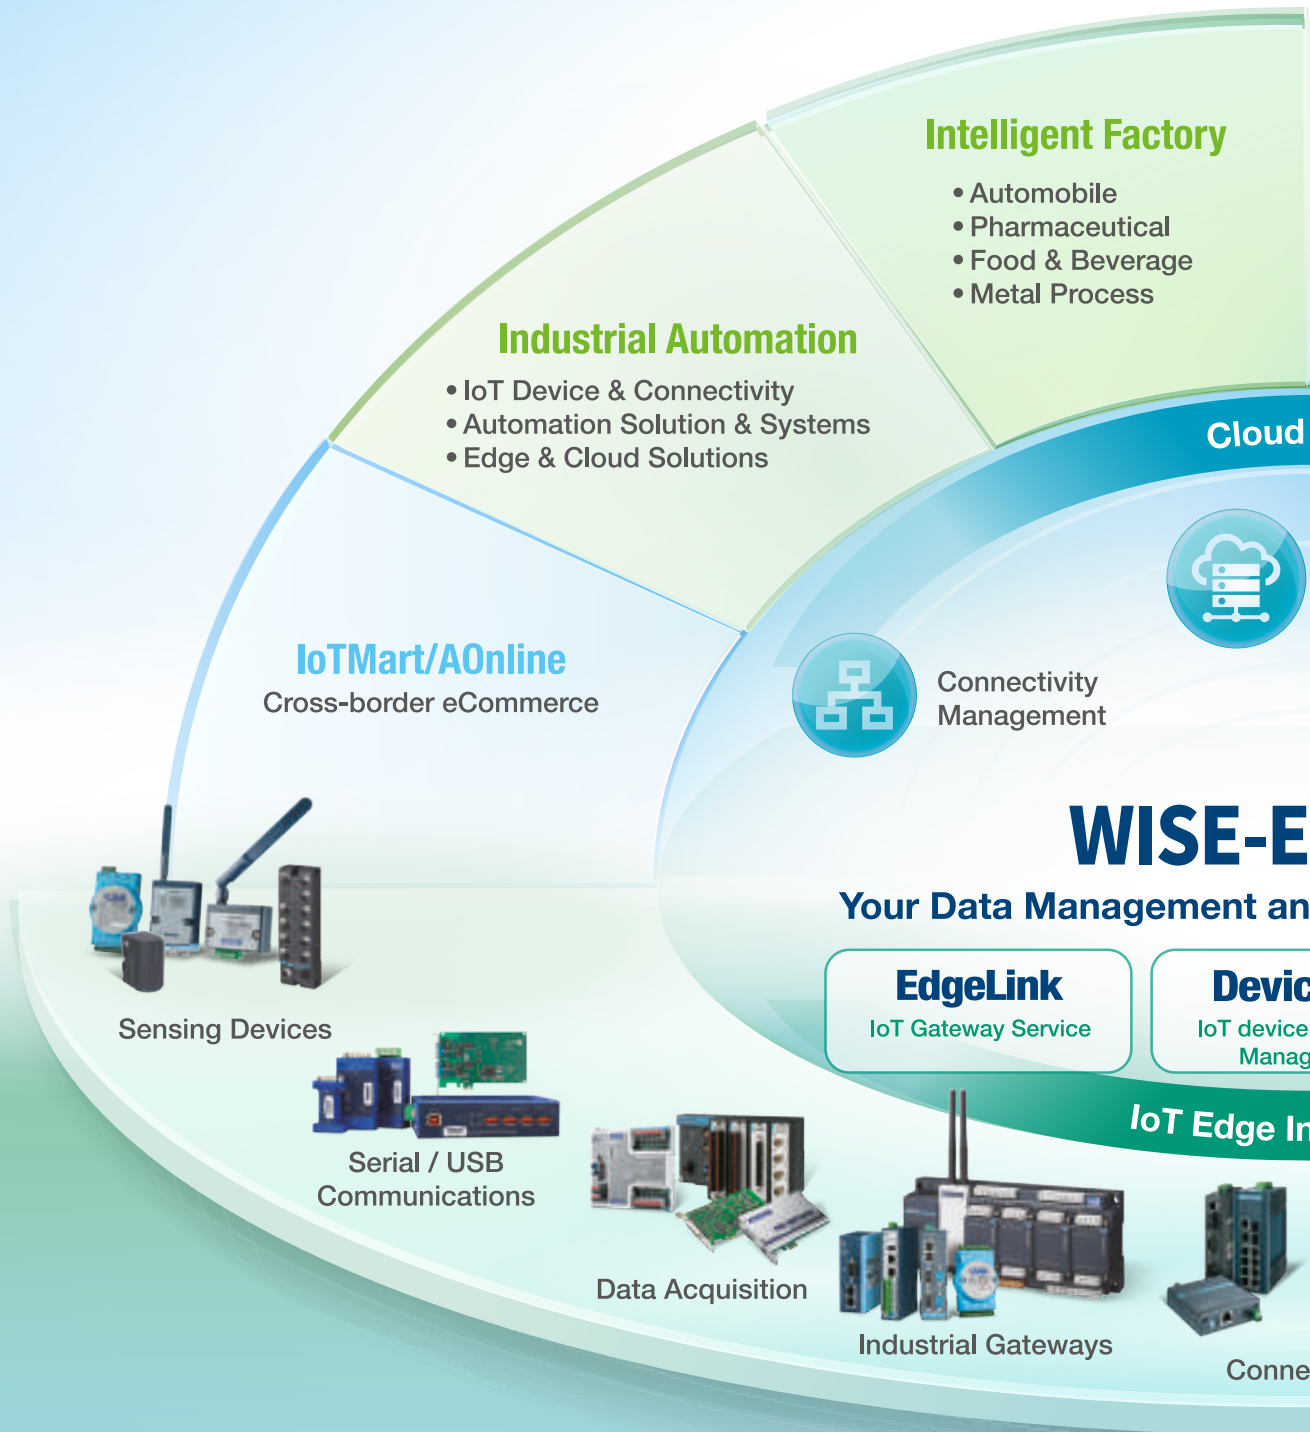 Intelligent Factory
• Automobile
• Pharmaceutical
• Food & Beverage
• Metal Process
Industrial Automation
• IoT Device & Connectivity
• Automation Solution & Systems
• Edge & Cloud Solutions
Cloud
IoTMart/AOnline
Cross-border eCommerce
Connectivity
Management
WISE-E
Your Data Management an
EdgeLink
IoT Gateway Service
Devic
IoT device
Manag
IoT Edge In
Sensing Devices
Serial / USB
Communications
Data Acquisition
Industrial Gateways
Conne